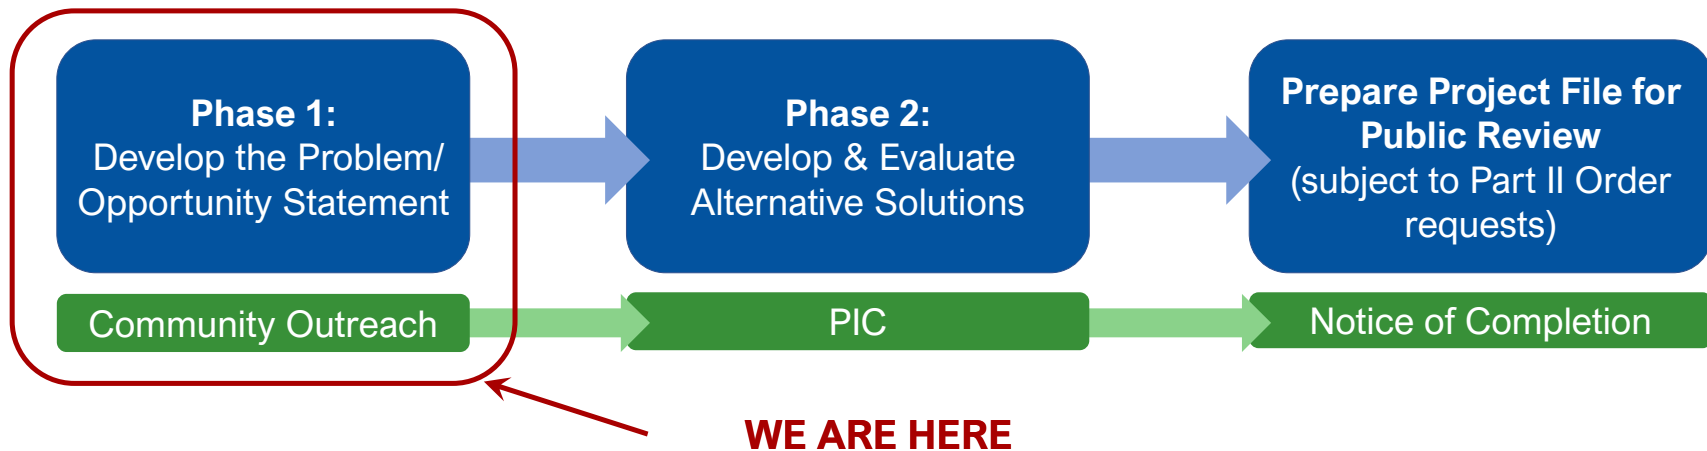 Phase 1:
Develop the Problem/
Opportunity Statement
Phase 2:
Develop & Evaluate
Alternative Solutions
Prepare Project File for
Public Review
(subject to Part II Order
requests)
Community Outreach
PIC
Notice of Completion
WE ARE HERE